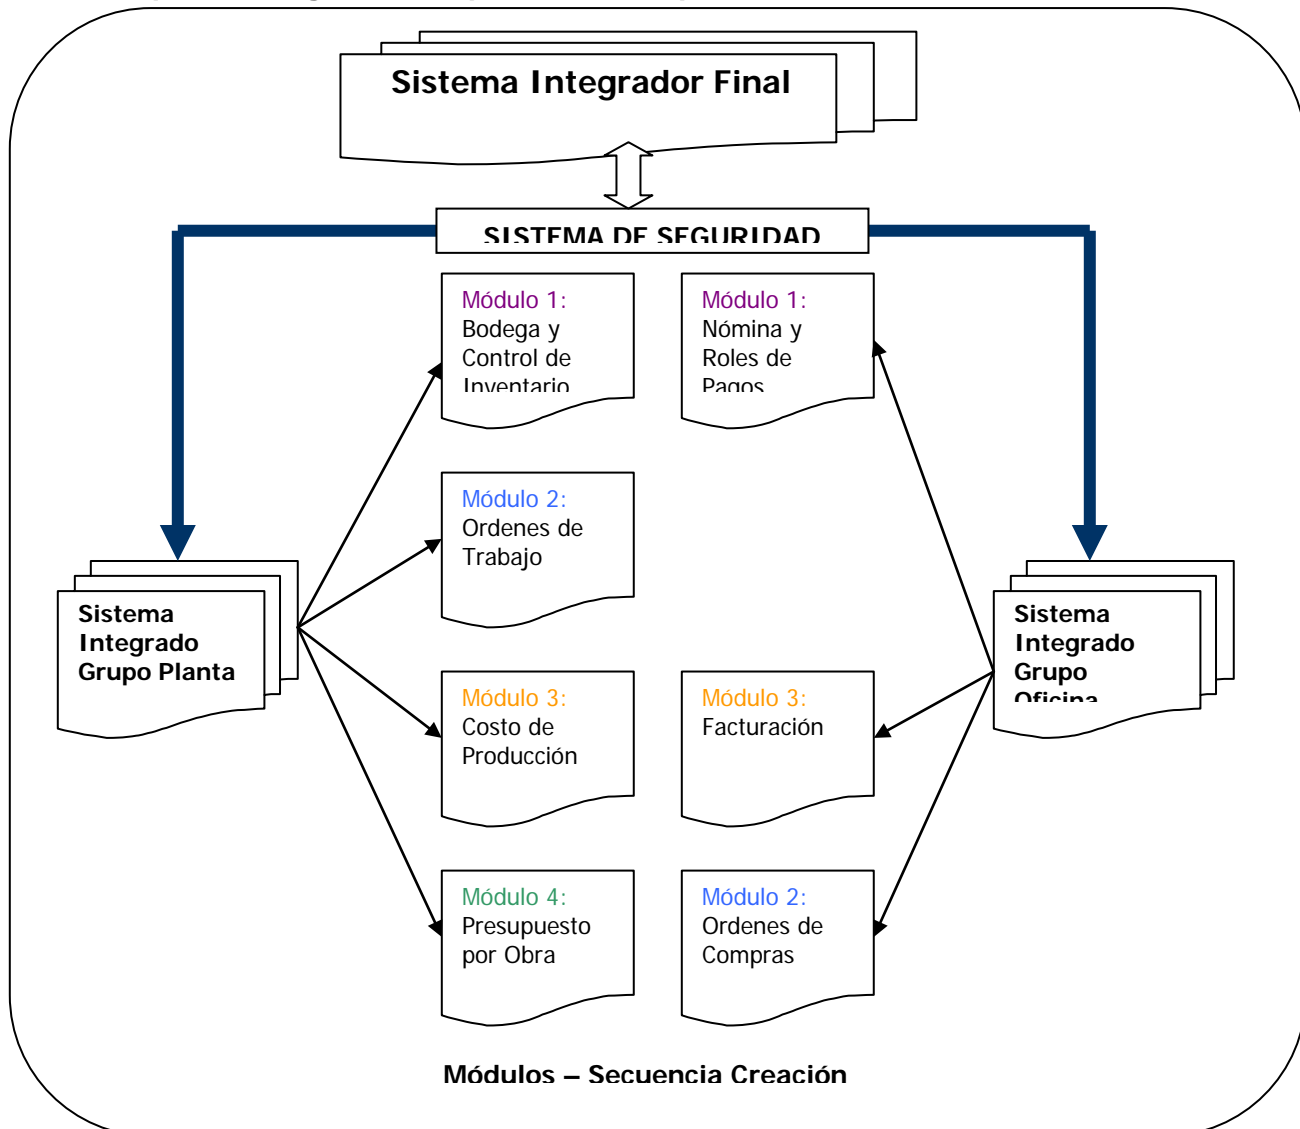 Sistema Integrador Final
SISTEMA DE SEGURIDAD
Módulo 1:
Bodega y
Control de
Inventario
Módulo 1:
Nómina y
Roles de
Pagos
Módulo 2:
Ordenes de
Trabajo
Sistema
Integrado
Grupo Planta
Sistema
Integrado
Grupo
Oficina
Módulo 3:
Costo de
Producción
Módulo 3:
Facturación
Módulo 4:
Presupuesto
por Obra
Módulo 2:
Ordenes de
Compras
Módulos – Secuencia Creación